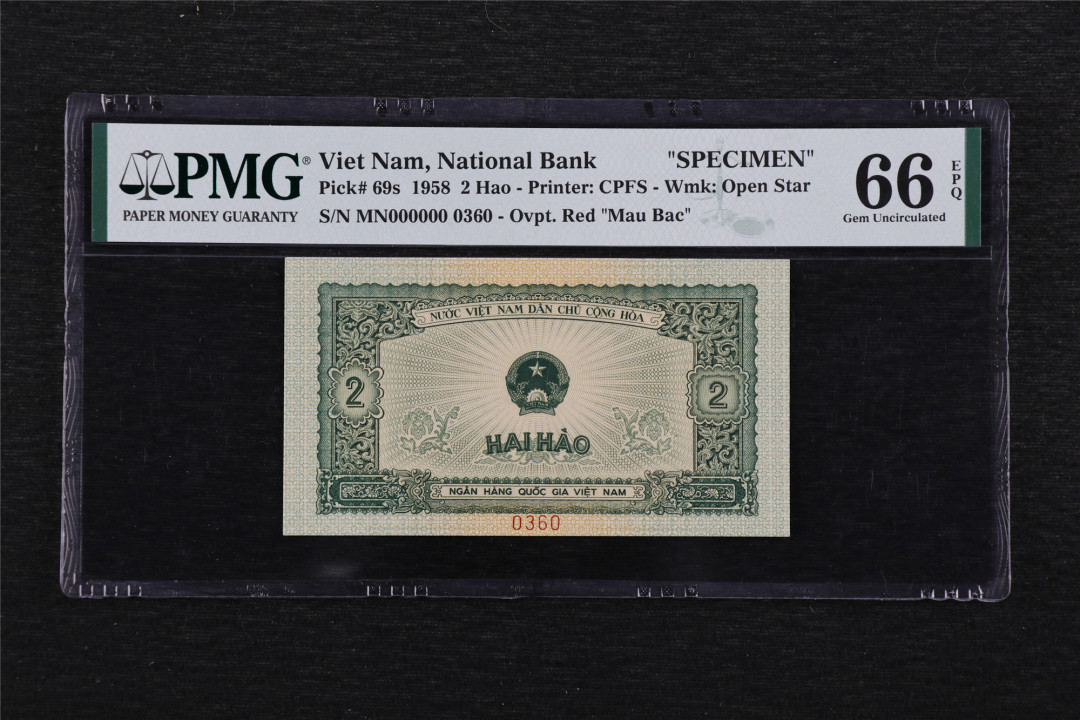 PMG®
PAPER MONEY GUARANTY
Viet Nam, National Bank "SPECIMEN"
Pick# 69s 1958 2 Hao - Printer: CPFS - Wmk: Open Star
S/N MN000000 0360 - Ovpt. Red "Mau Bac"
66
EPQ
Gem Uncirculated
NƯỚC VIỆT NAM DÂN CHỦ CỘNG HÒA
2
2
HAI HÀO
NGÂN HÀNG QUỐC GIA VIỆT NAM
0360